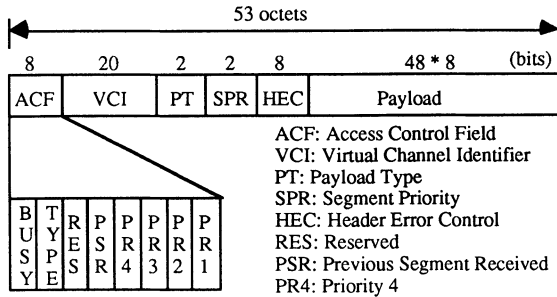 53 octets
8 20 2 2 8 48 * 8 (bits)
ACF VCI PT SPR HEC Payload
ACF: Access Control Field
VCI: Virtual Channel Identifier
PT: Payload Type
SPR: Segment Priority
HEC: Header Error Control
RES: Reserved
PSR: Previous Segment Received
PR4: Priority 4
BUSY TYPE RES PSR PR4 PR3 PR2 PR1